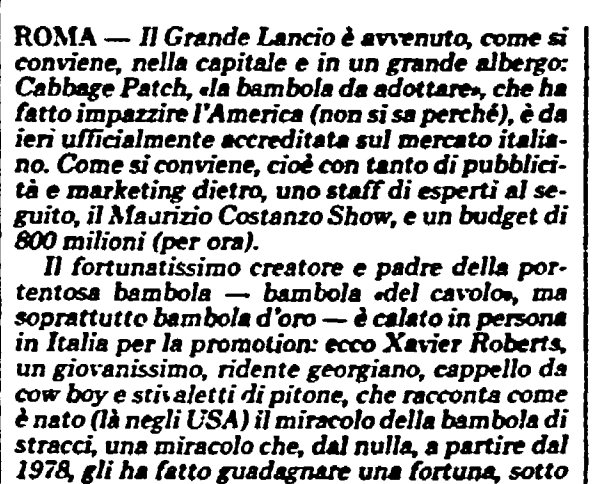 ROMA — Il Grande Lancio è avvenuto, come si
conviene, nella capitale e in un grande albergo:
Cabbage Patch, «la bambola da adottare», che ha
fatto impazzire l'America (non si sa perché), è da
ieri ufficialmente accreditata sul mercato italia-
no. Come si conviene, cioè con tanto di pubblici-
tà e marketing dietro, uno staff di esperti al se-
guito, il Maurizio Costanzo Show, e un budget di
800 milioni (per ora).
Il fortunatissimo creatore e padre della por-
tentosa bambola — bambola «del cavolo», ma
soprattutto bambola d'oro — è calato in persona
in Italia per la promotion: ecco Xavier Roberts,
un giovanissimo, ridente georgiano, cappello da
cow boy e stivaletti di pitone, che racconta come
è nato (là negli USA) il miracolo della bambola di
stracci, una miracolo che, dal nulla, a partire dal
1978, gli ha fatto guadagnare una fortuna, sotto